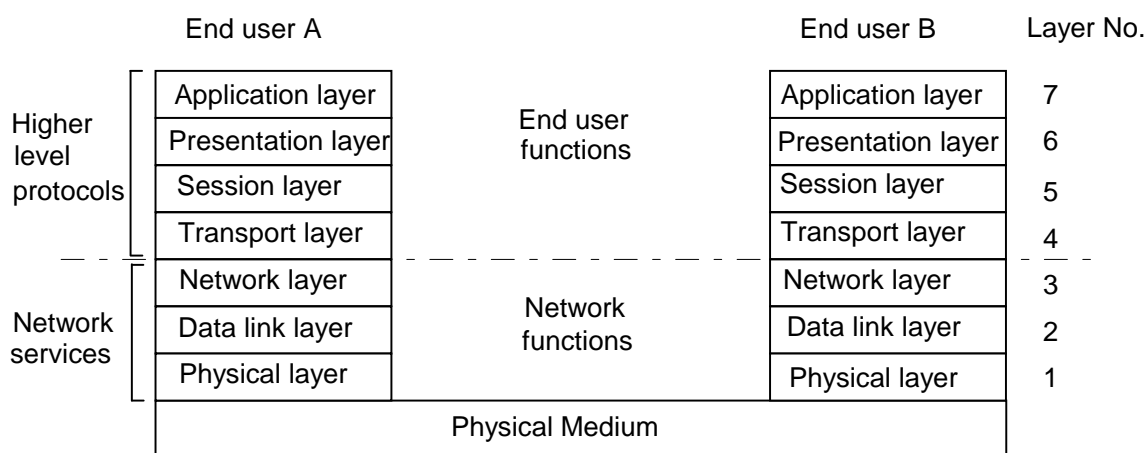 End user A
End user B
Layer No.
Higher
level
protocols
Application layer
Presentation layer
Session layer
Transport layer
End user
functions
Application layer
Presentation layer
Session layer
Transport layer
7
6
5
4
Network
services
Network layer
Data link layer
Physical layer
Network
functions
Network layer
Data link layer
Physical layer
3
2
1
Physical Medium